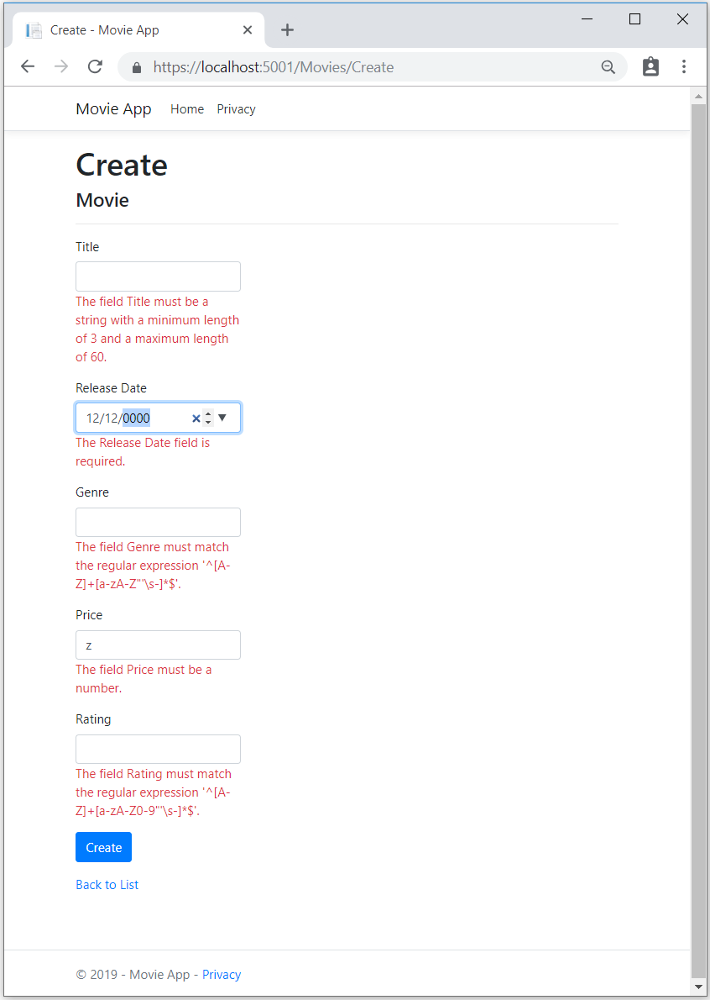 Create - Movie App
https://localhost:5001/Movies/Create
Movie App Home Privacy
Create
Movie
Title
The field Title must be a
string with a minimum length
of 3 and a maximum length
of 60.
Release Date
12/12/0000
The Release Date field is
required.
Genre
The field Genre must match
the regular expression '^[A-
Z]+[a-zA-Z"'\s-]*$'.
Price
z
The field Price must be a
number.
Rating
The field Rating must match
the regular expression '^[A-
Z]+[a-zA-Z0-9"'\s-]*$'.
Create
Back to List
© 2019 - Movie App - Privacy